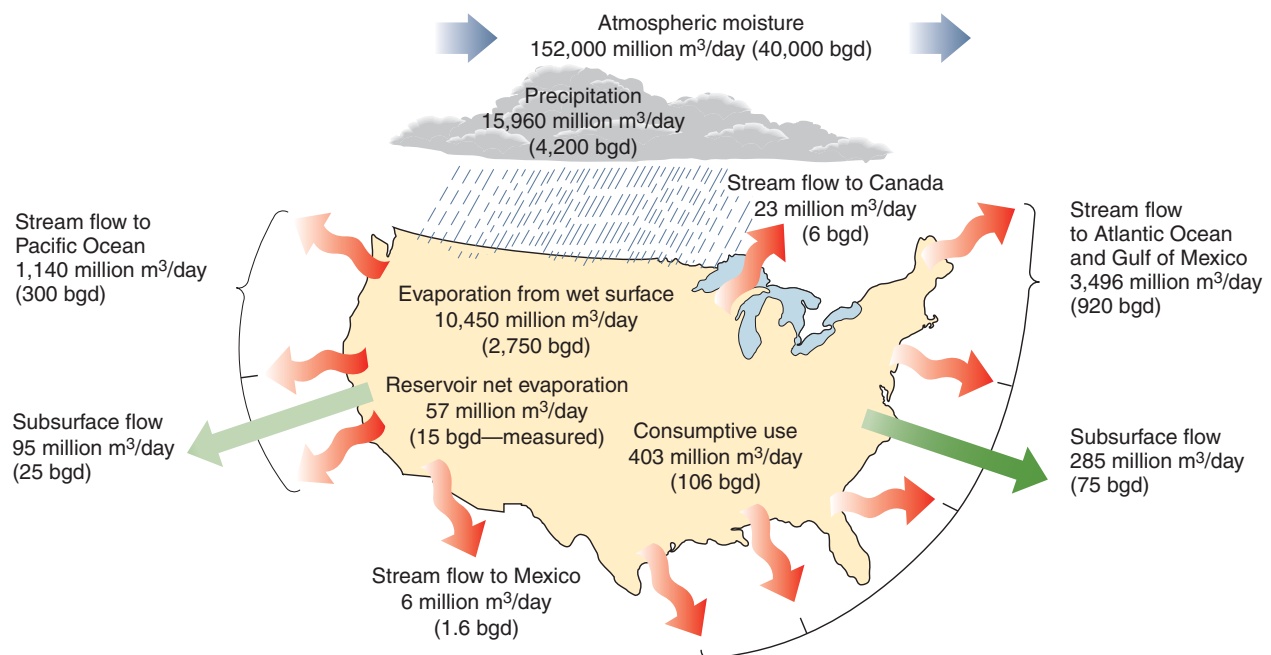 Atmospheric moisture
152,000 million m³/day (40,000 bgd)
Precipitation
15,960 million m³/day
(4,200 bgd)
Stream flow to Canada
23 million m³/day
(6 bgd)
Stream flow to
Pacific Ocean
1,140 million m³/day
(300 bgd)
Stream flow
to Atlantic Ocean
and Gulf of Mexico
3,496 million m³/day
(920 bgd)
Evaporation from wet surface
10,450 million m³/day
(2,750 bgd)
Reservoir net evaporation
57 million m³/day
(15 bgd—measured)
Consumptive use
403 million m³/day
(106 bgd)
Subsurface flow
95 million m³/day
(25 bgd)
Subsurface flow
285 million m³/day
(75 bgd)
Stream flow to Mexico
6 million m³/day
(1.6 bgd)